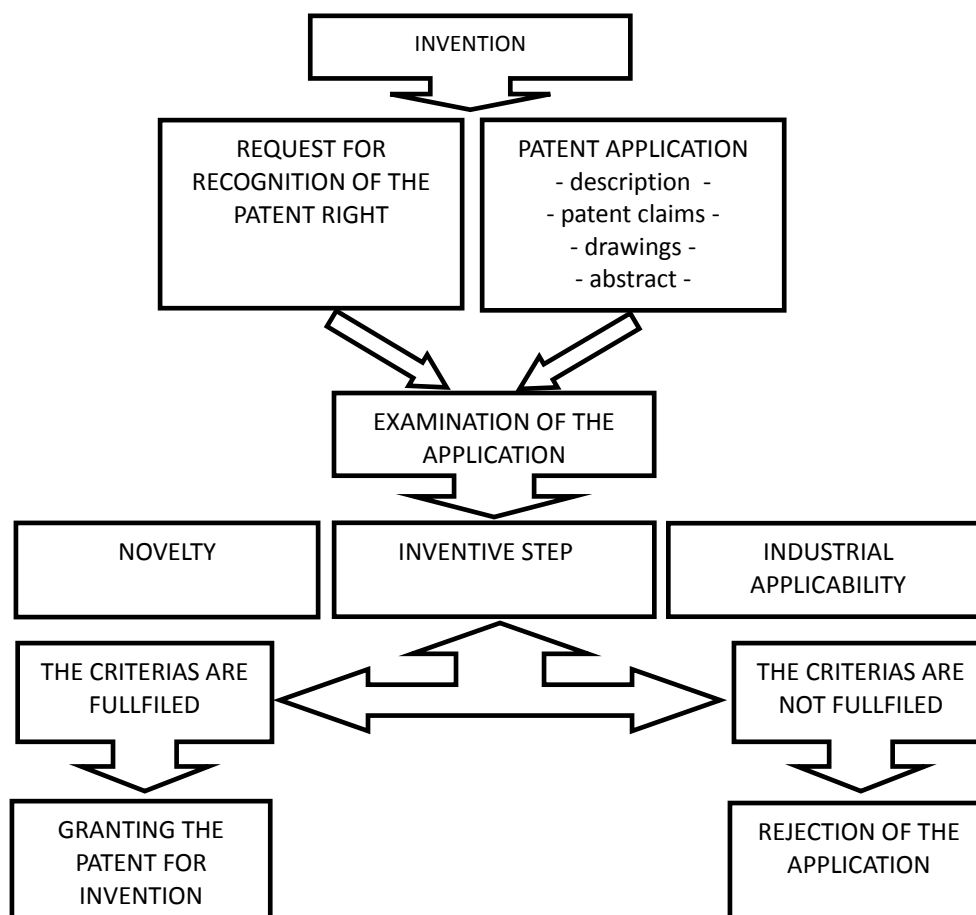 INVENTION
REQUEST FOR
RECOGNITION OF THE
PATENT RIGHT
PATENT APPLICATION
- description -
- patent claims -
- drawings -
- abstract -
EXAMINATION OF THE
APPLICATION
NOVELTY
INVENTIVE STEP
INDUSTRIAL
APPLICABILITY
THE CRITERIAS ARE
FULLFILED
THE CRITERIAS ARE
NOT FULLFILED
GRANTING THE
PATENT FOR
INVENTION
REJECTION OF THE
APPLICATION